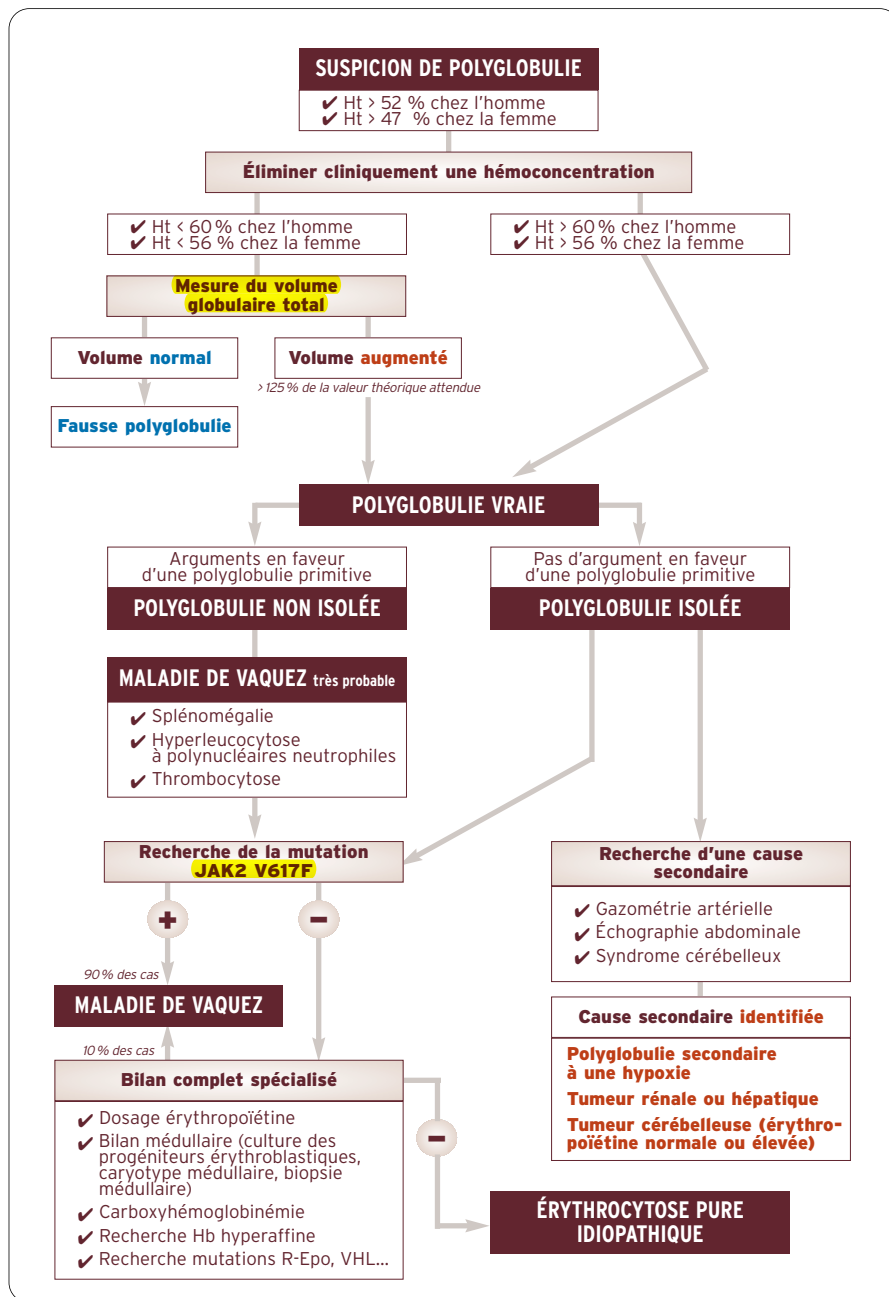 SUSPICION DE POLYGLOBULIE
✔ Ht > 52 % chez l'homme
✔ Ht > 47 % chez la femme
Éliminer cliniquement une hémoconcentration
✔ Ht < 60 % chez l'homme
✔ Ht < 56 % chez la femme
✔ Ht > 60 % chez l'homme
✔ Ht > 56 % chez la femme
Mesure du volume
globulaire total
Volume normal
Volume augmenté
> 125 % de la valeur théorique attendue
Fausse polyglobulie
POLYGLOBULIE VRAIE
Arguments en faveur
d'une polyglobulie primitive
POLYGLOBULIE NON ISOLÉE
Pas d'argument en faveur
d'une polyglobulie primitive
POLYGLOBULIE ISOLÉE
MALADIE DE VAQUEZ très probable
✔ Splénomégalie
✔ Hyperleucocytose
à polynucléaires neutrophiles
✔ Thrombocytose
Recherche de la mutation
JAK2 V617F
+
-
Recherche d'une cause
secondaire
✔ Gazométrie artérielle
✔ Échographie abdominale
✔ Syndrome cérébelleux
90 % des cas
MALADIE DE VAQUEZ
10 % des cas
Cause secondaire identifiée
Polyglobulie secondaire
à une hypoxie
Tumeur rénale ou hépatique
Tumeur cérébelleuse (érythro-
poïétine normale ou élevée)
Bilan complet spécialisé
✔ Dosage érythropoïétine
✔ Bilan médullaire (culture des
progéniteurs érythroblastiques,
caryotype médullaire, biopsie
médullaire)
✔ Carboxyhémoglobinémie
✔ Recherche Hb hyperaffine
✔ Recherche mutations R-Epo, VHL...
-
ÉRYTHROCYTOSE PURE
IDIOPATHIQUE